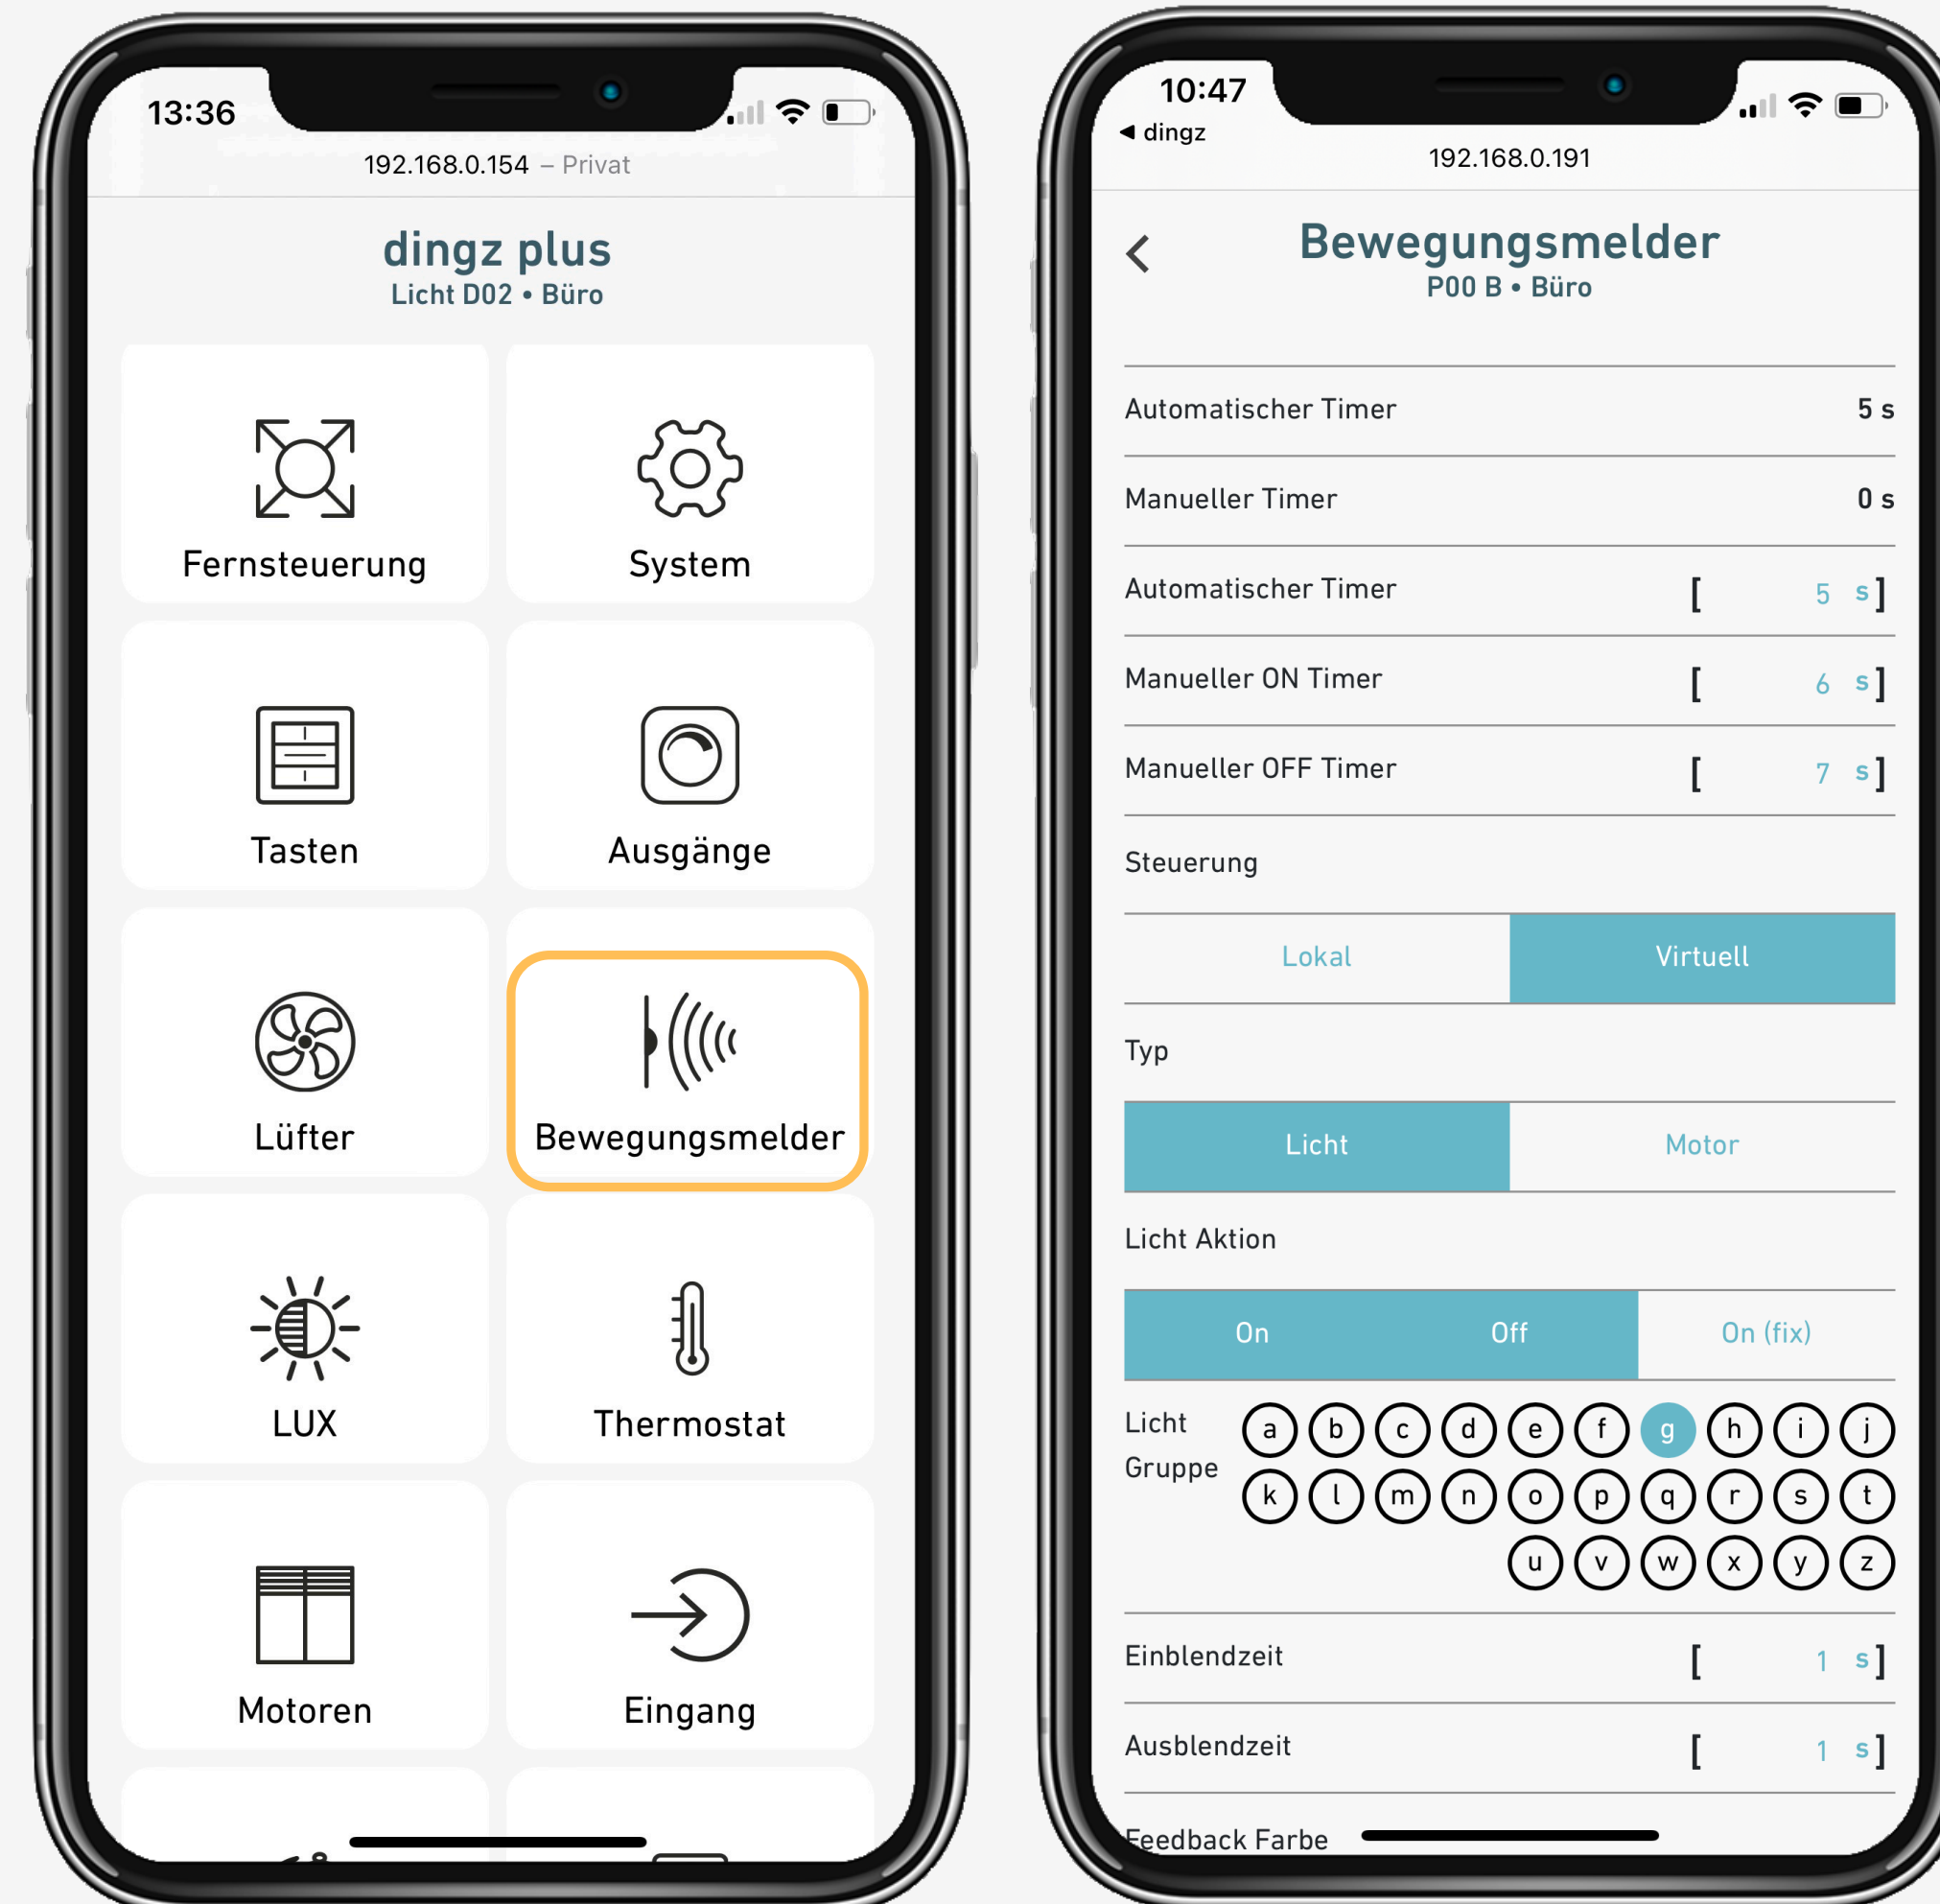 13:36
192.168.0.154 – Privat
dingz plus
Licht D02 • Büro
Fernsteuerung
System
Tasten
Ausgänge
Lüfter
Bewegungsmelder
LUX
Thermostat
Motoren
Eingang
10:47
◀ dingz
192.168.0.191
Bewegungsmelder
P00 B • Büro
Automatischer Timer 5 s
Manueller Timer 0 s
Automatischer Timer [ 5 s ]
Manueller ON Timer [ 6 s ]
Manueller OFF Timer [ 7 s ]
Steuerung
Lokal Virtuell
Typ
Licht Motor
Licht Aktion
On Off On (fix)
Licht Gruppe
a b c d e f g h i j
k l m n o p q r s t
u v w x y z
Einblendzeit [ 1 s ]
Ausblendzeit [ 1 s ]
Feedback Farbe